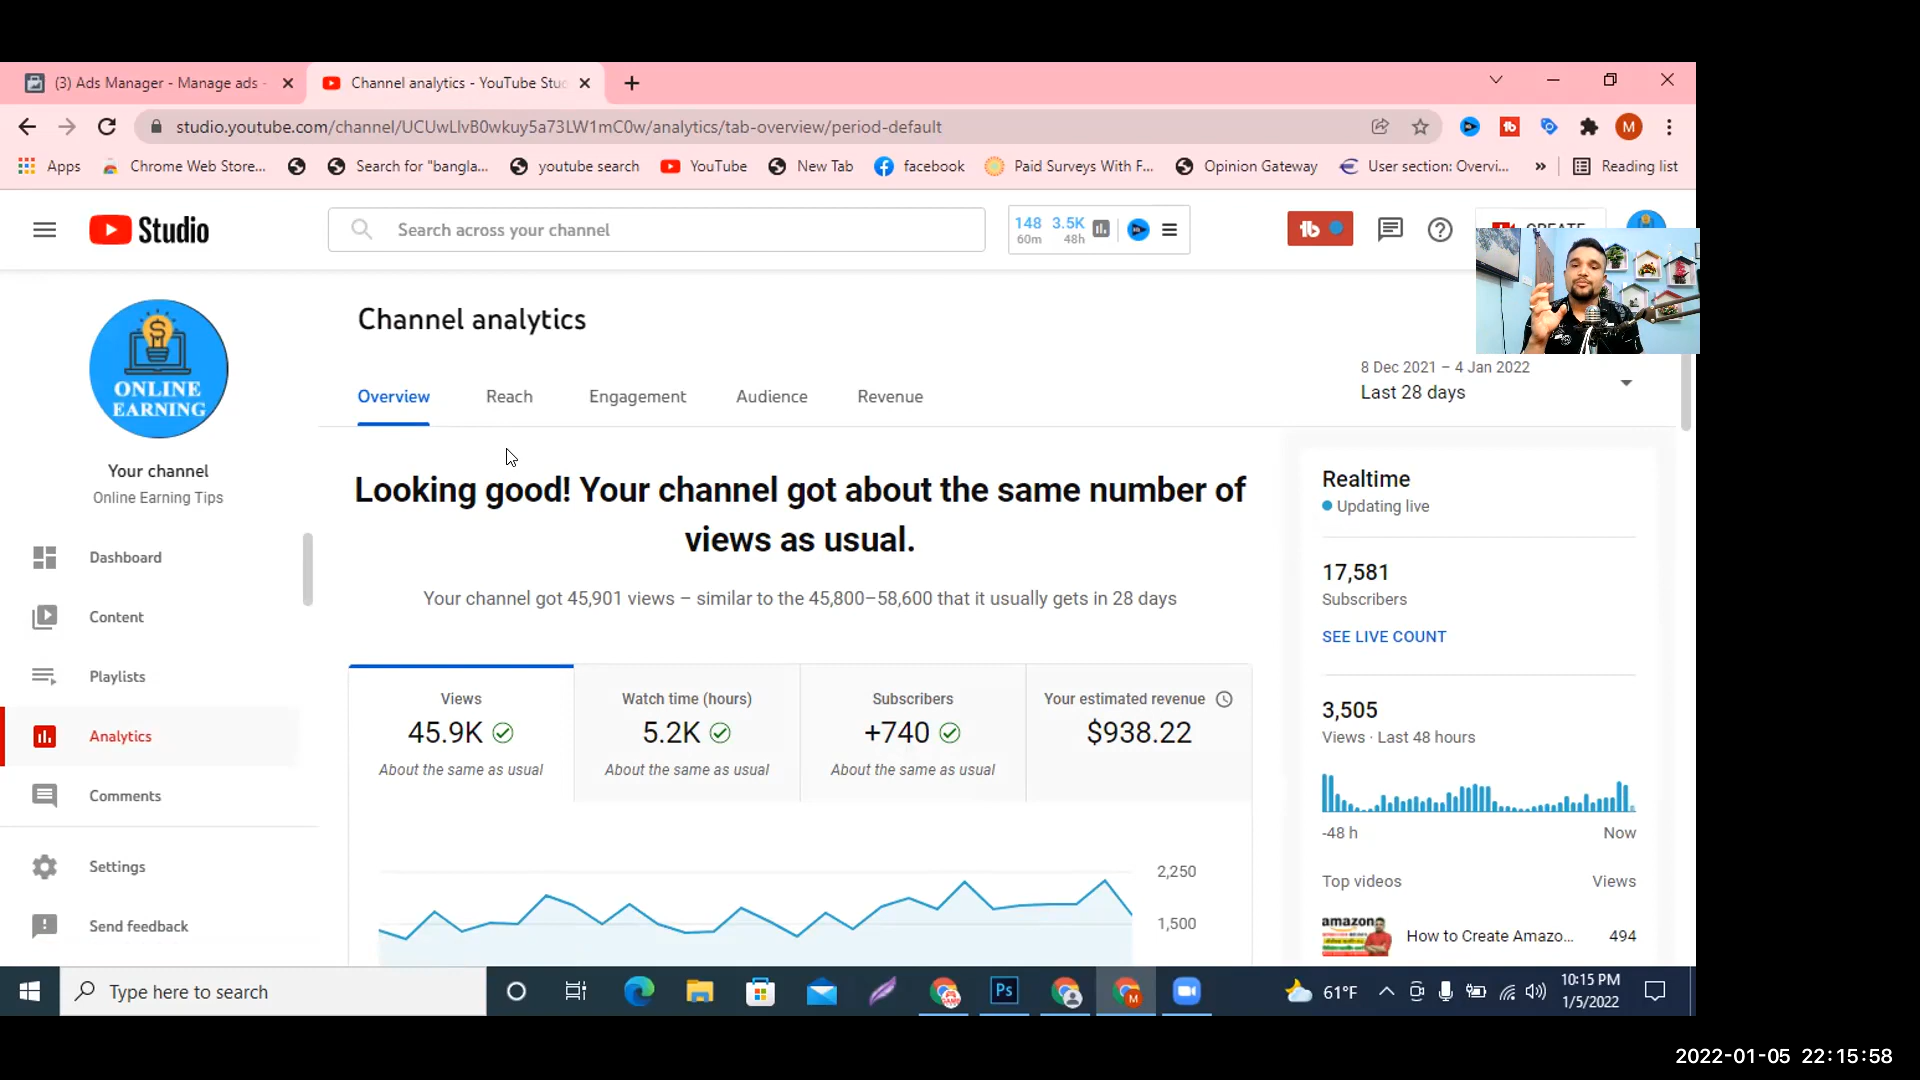 (3) Ads Manager - Manage ads -
Channel analytics - YouTube Stu
studio.youtube.com/channel/UCUwLlvB0wkuy5a73LW1mC0w/analytics/tab-overview/period-default
M
Apps
Chrome Web Store...
Search for "bangla...
youtube search
YouTube
New Tab
facebook
Paid Surveys With F...
Opinion Gateway
User section: Overvi...
»
Reading list
Studio
Search across your channel
148 3.5K
60m 48h
tb
ONLINE
EARNING
Your channel
Online Earning Tips
Dashboard
Content
Playlists
Analytics
Comments
Settings
Send feedback
Channel analytics
8 Dec 2021 – 4 Jan 2022
Last 28 days
Overview
Reach
Engagement
Audience
Revenue
Looking good! Your channel got about the same number of
views as usual.
Your channel got 45,901 views – similar to the 45,800–58,600 that it usually gets in 28 days
Views
45.9K
About the same as usual
Watch time (hours)
5.2K
About the same as usual
Subscribers
+740
About the same as usual
Your estimated revenue
$938.22
2,250
1,500
Realtime
Updating live
17,581
Subscribers
SEE LIVE COUNT
3,505
Views · Last 48 hours
-48 h
Now
Top videos
Views
amazon
How to Create Amazo...
494
Type here to search
Ps
M
61°F
10:15 PM
1/5/2022
2022-01-05 22:15:58